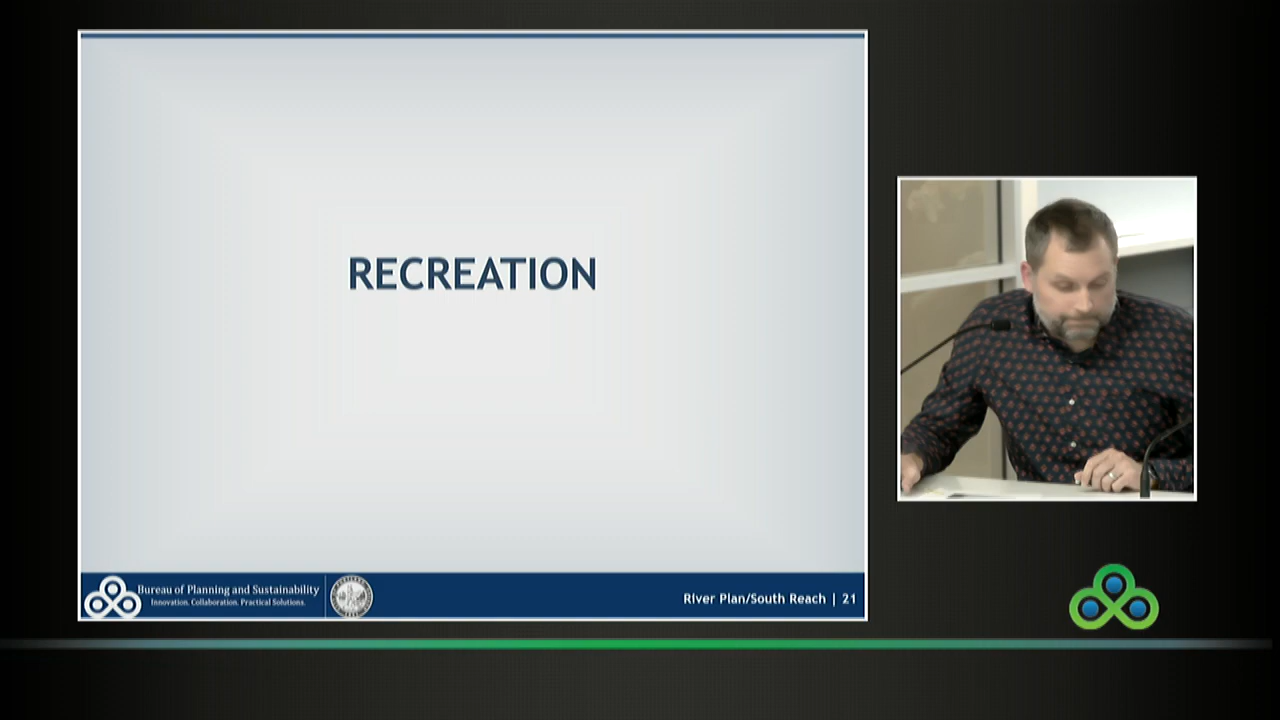 RECREATION
Bureau of Planning and Sustainability
Innovation. Collaboration. Practical Solutions.
River Plan/South Reach | 21